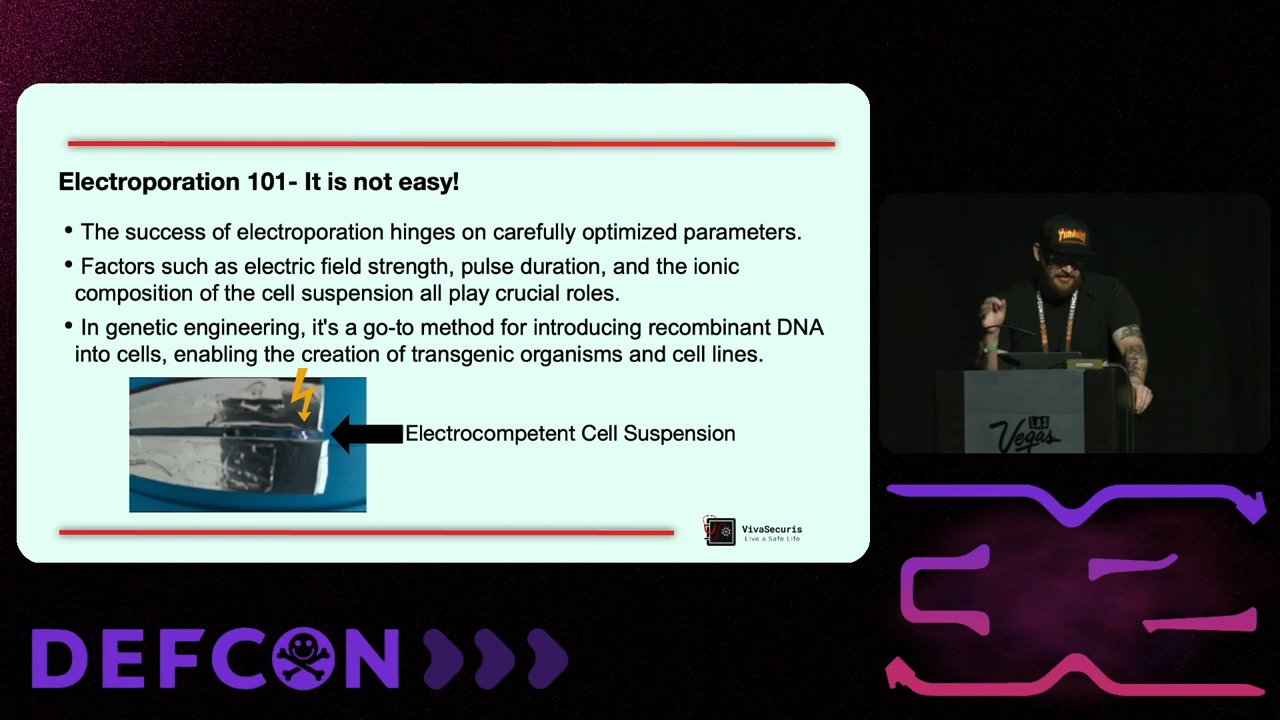 Electroporation 101- It is not easy!
• The success of electroporation hinges on carefully optimized parameters.
• Factors such as electric field strength, pulse duration, and the ionic
composition of the cell suspension all play crucial roles.
• In genetic engineering, it's a go-to method for introducing recombinant DNA
into cells, enabling the creation of transgenic organisms and cell lines.
Electrocompetent Cell Suspension
VivaSecuris
Live a Safe Life
THRASHER
LAS
Vegas
DEFCON